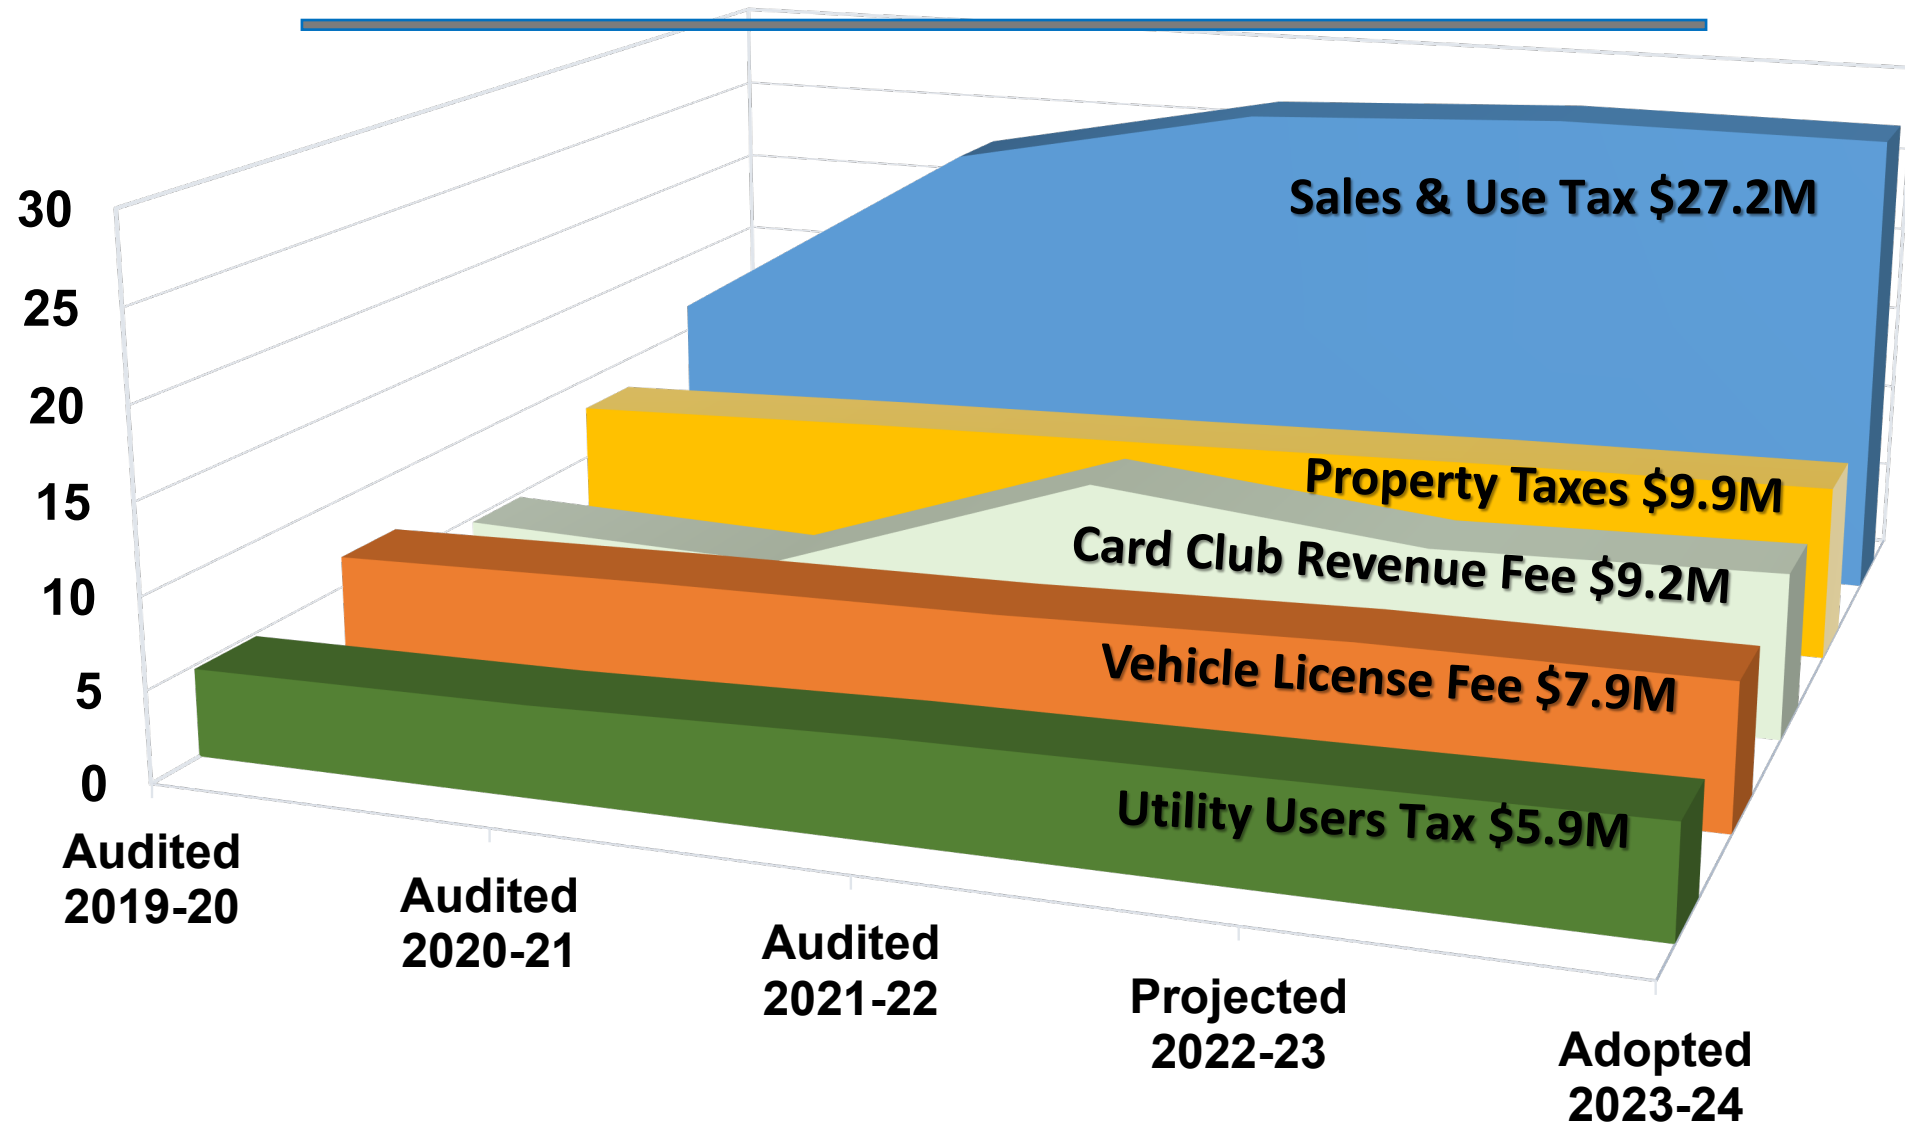 30
25
20
15
10
5
0
Sales & Use Tax $27.2M
Property Taxes $9.9M
Card Club Revenue Fee $9.2M
Vehicle License Fee $7.9M
Utility Users Tax $5.9M
Audited
2019-20
Audited
2020-21
Audited
2021-22
Projected
2022-23
Adopted
2023-24